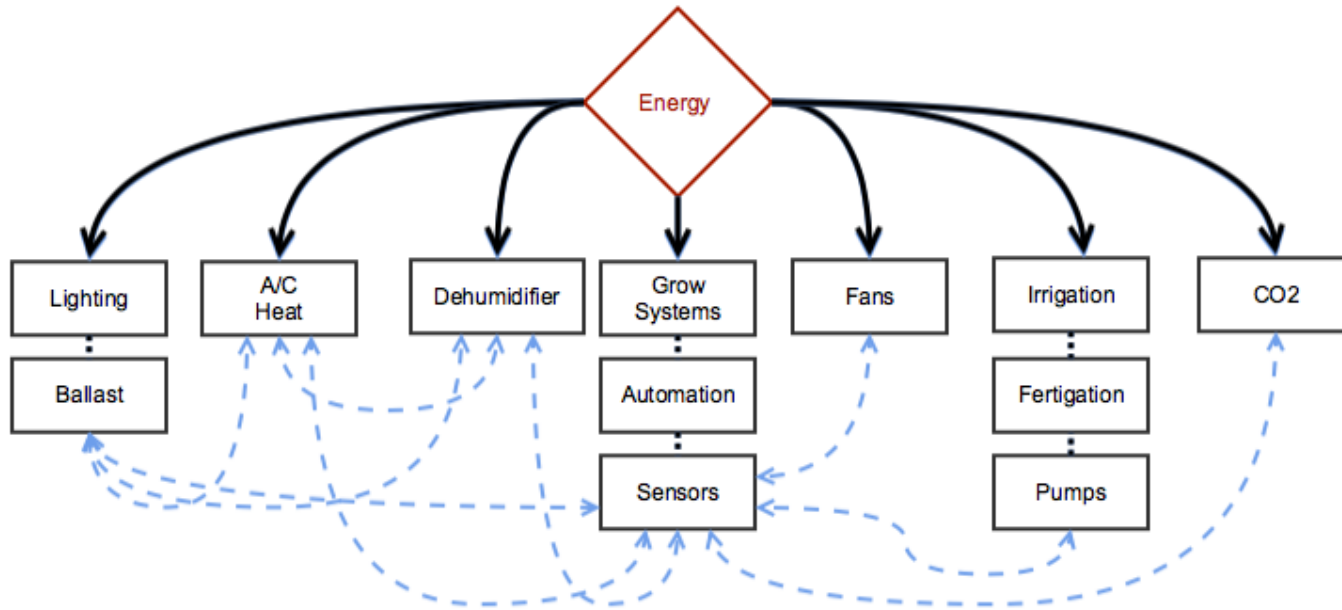 Energy
Lighting
A/C
Heat
Dehumidifier
Grow
Systems
Fans
Irrigation
CO2
Ballast
Automation
Fertigation
Sensors
Pumps